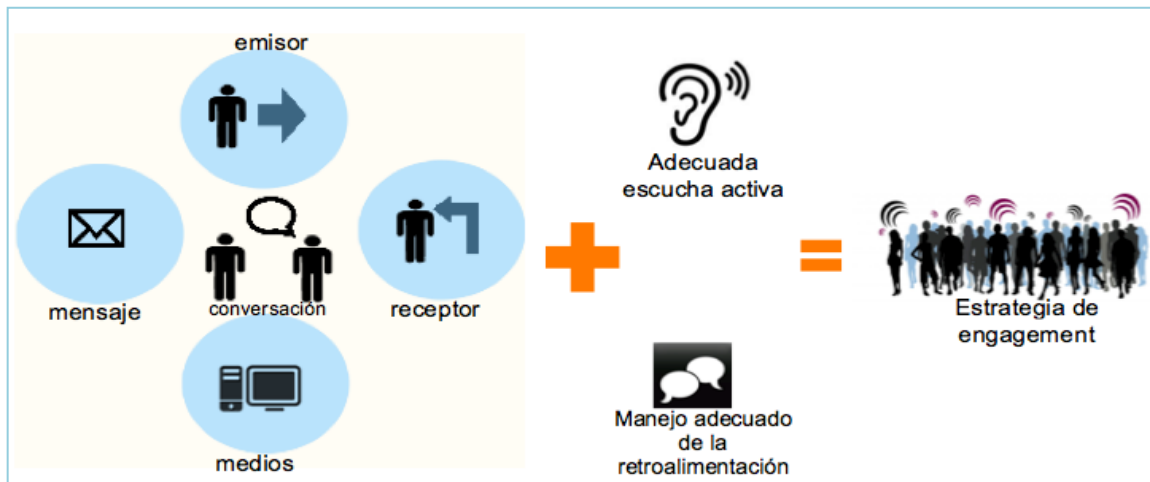 emisor
mensaje
conversación
receptor
medios
Adecuada
escucha activa
Manejo adecuado
de la
retroalimentación
Estrategia de
engagement